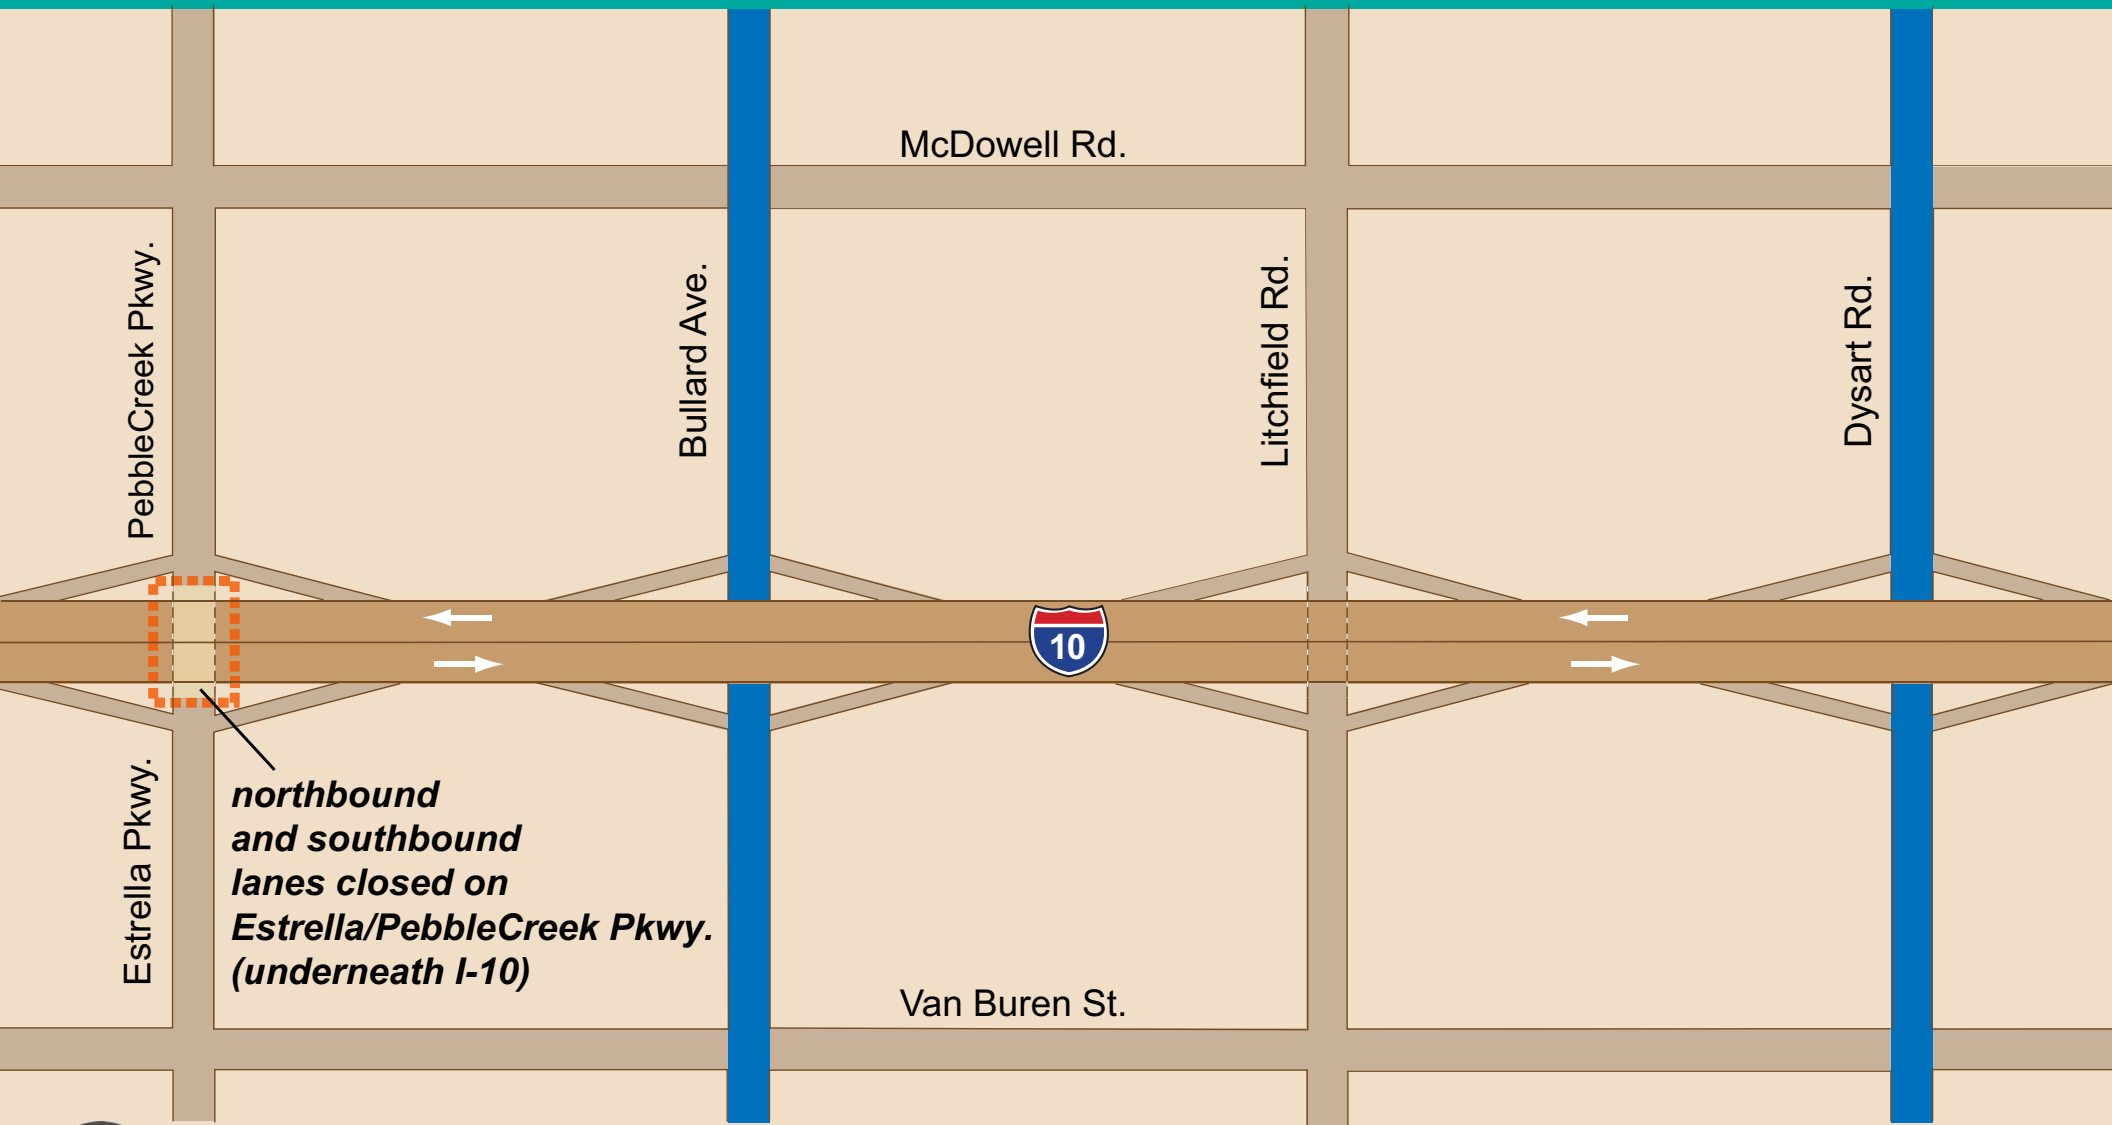 McDowell Rd.
PebbleCreek Pkwy.
Bullard Ave.
Litchfield Rd.
Dysart Rd.
10
Estrella Pkwy.
northbound
and southbound
lanes closed on
Estrella/PebbleCreek Pkwy.
(underneath I-10)
Van Buren St.